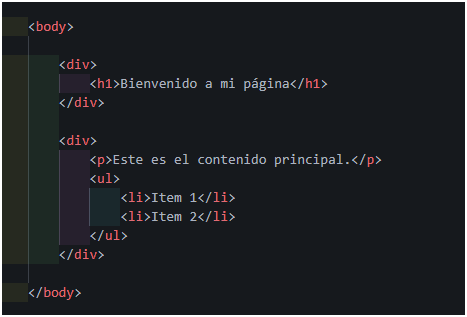 <body>
<div>
<h1>Bienvenido a mi página</h1>
</div>
<div>
<p>Este es el contenido principal.</p>
<ul>
<li>Item 1</li>
<li>Item 2</li>
</ul>
</div>
</body>